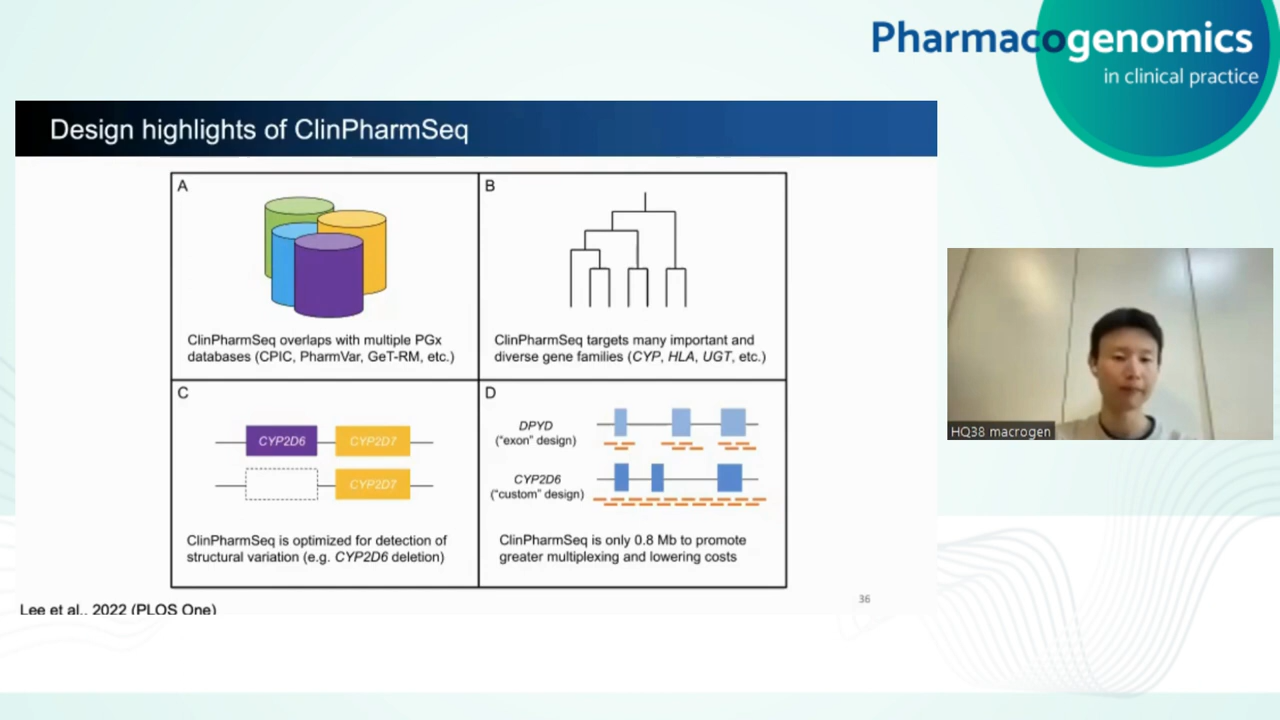 Pharmacogenomics
in clinical practice
Design highlights of ClinPharmSeq
A
ClinPharmSeq overlaps with multiple PGx
databases (CPIC, PharmVar, GeT-RM, etc.)
B
ClinPharmSeq targets many important and
diverse gene families (CYP, HLA, UGT, etc.)
C
CYP2D6 CYP2D7
CYP2D7
ClinPharmSeq is optimized for detection of
structural variation (e.g. CYP2D6 deletion)
D
DPYD
("exon" design)
CYP2D6
("custom" design)
ClinPharmSeq is only 0.8 Mb to promote
greater multiplexing and lowering costs
Lee et al., 2022 (PLOS One)
36
HQ38 macrogen